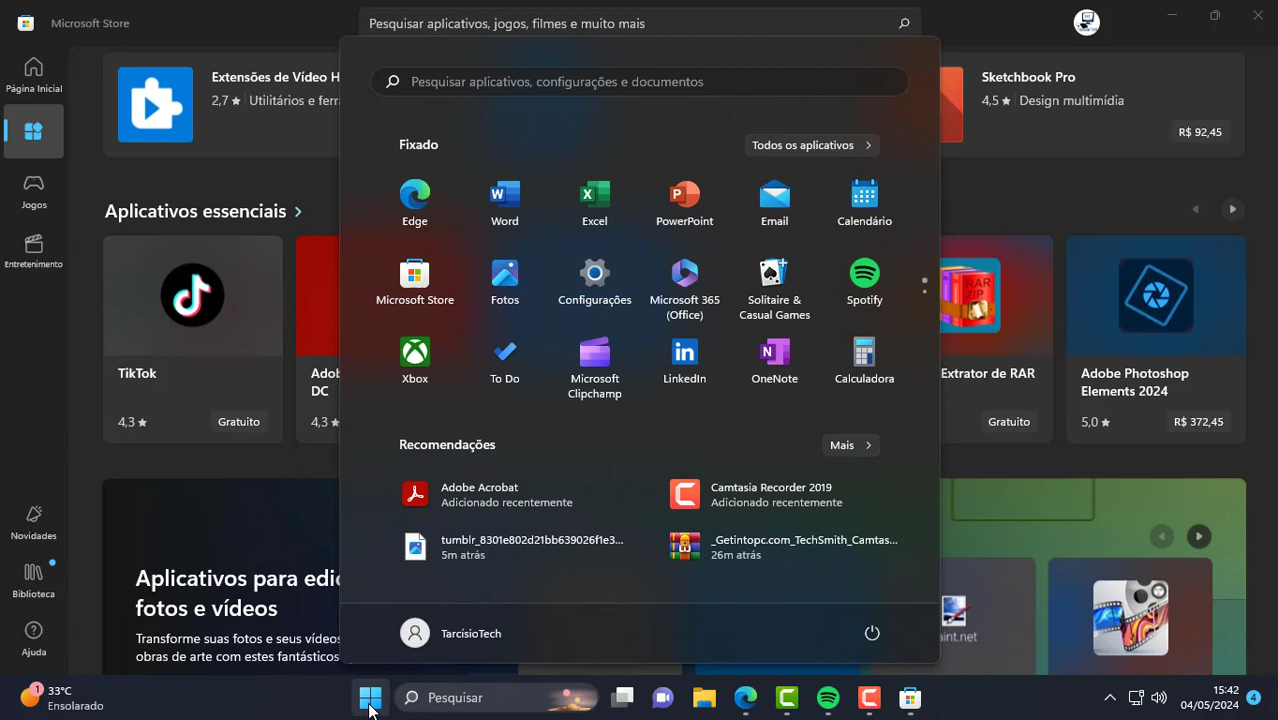 Microsoft Store
Pesquisar aplicativos, jogos, filmes e muito mais
Página Inicial
Jogos
Entretenimento
Novidades
Biblioteca
Ajuda
Extensões de Vídeo H
2,7 ★ Utilitários e ferra
Sketchbook Pro
4,5 ★ Design multimídia
R$ 92,45
Aplicativos essenciais
TikTok
4,3 ★
Gratuito
Adob
DC
4,3 ★
Extrator de RAR
Gratuito
Adobe Photoshop
Elements 2024
5,0 ★
R$ 372,45
RAR
ZIP
Aplicativos para edi
fotos e vídeos
Transforme suas fotos e seus vídeos
obras de arte com estes fantásticos
aint.net
Pesquisar aplicativos, configurações e documentos
Fixado
Todos os aplicativos
Edge
Word
Excel
PowerPoint
Email
Calendário
Microsoft Store
Fotos
Configurações
Microsoft 365
(Office)
Solitaire &
Casual Games
Spotify
Xbox
To Do
Microsoft
Clipchamp
LinkedIn
OneNote
Calculadora
Recomendações
Mais
Adobe Acrobat
Adicionado recentemente
Camtasia Recorder 2019
Adicionado recentemente
tumblr_8301e802d21bb639026f1e3...
5m atrás
_Getintopc.com_TechSmith_Camtas...
26m atrás
TarcísioTech
1
33°C
Ensolarado
Pesquisar
15:42
04/05/2024
4